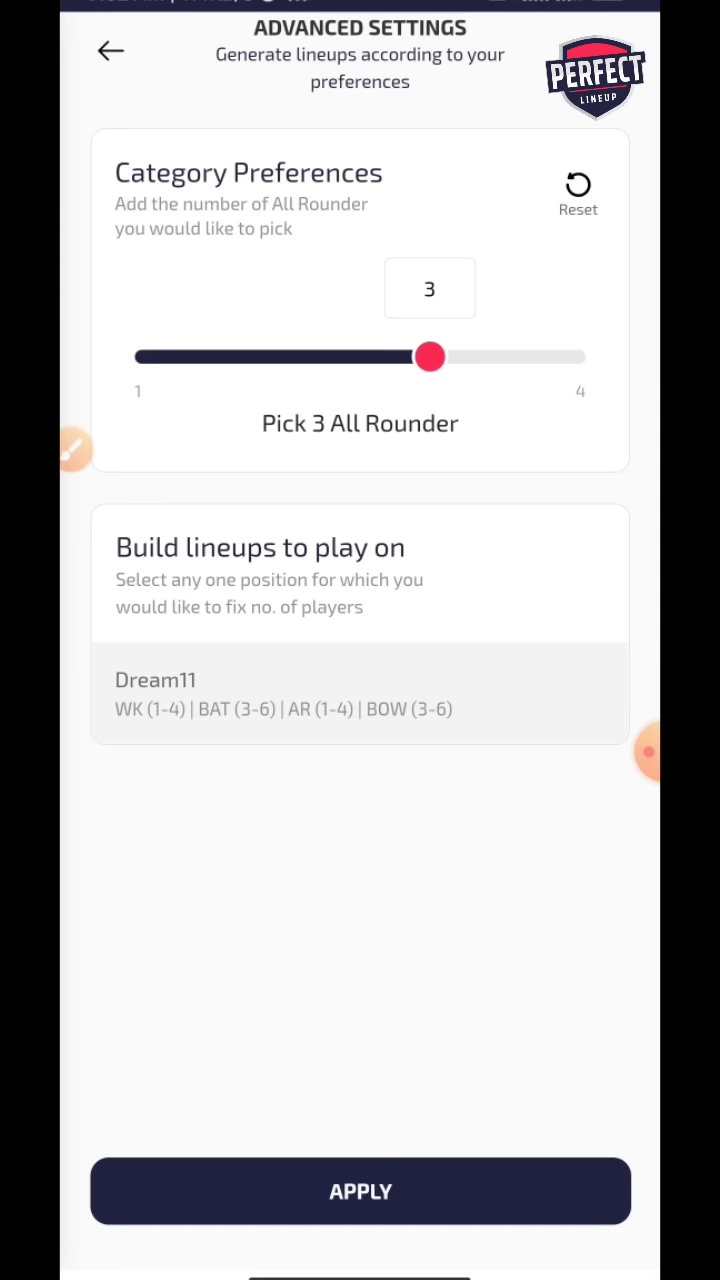 ADVANCED SETTINGS
Generate lineups according to your
preferences
PERFECT
LINEUP
Category Preferences
Add the number of All Rounder
you would like to pick
Reset
3
1
4
Pick 3 All Rounder
Build lineups to play on
Select any one position for which you
would like to fix no. of players
Dream11
WK (1-4) | BAT (3-6) | AR (1-4) | BOW (3-6)
APPLY